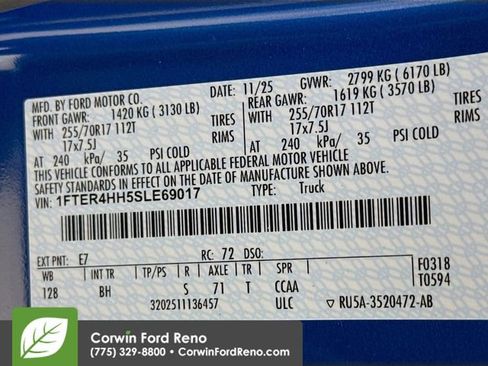 MFD. BY FORD MOTOR CO.
DATE: 11/25 GVWR: 2799 KG ( 6170 LB)
FRONT GAWR: 1420 KG ( 3130 LB) REAR GAWR: 1619 KG ( 3570 LB)
WITH 255/70R17 112T TIRES WITH 255/70R17 112T TIRES
17x7.5J RIMS 17x7.5J RIMS
AT 240 kPa/ 35 PSI COLD AT 240 kPa/ 35 PSI COLD
THIS VEHICLE CONFORMS TO ALL APPLICABLE FEDERAL MOTOR VEHICLE
SAFETY STANDARDS IN EFFECT ON THE DATE OF MANUFACTURE SHOWN ABOVE.
VIN: 1FTER4HH5SLE69017 TYPE: Truck
EXT PNT: E7 RC: 72 DSO:
WB INT TR TP/PS R AXLE TR SPR F0318
128 BH S 71 T CCAA T0594
3202511136457 ULC ▽ RU5A-3520472-AB
Corwin Ford Reno
(775) 329-8800 • CorwinFordReno.com